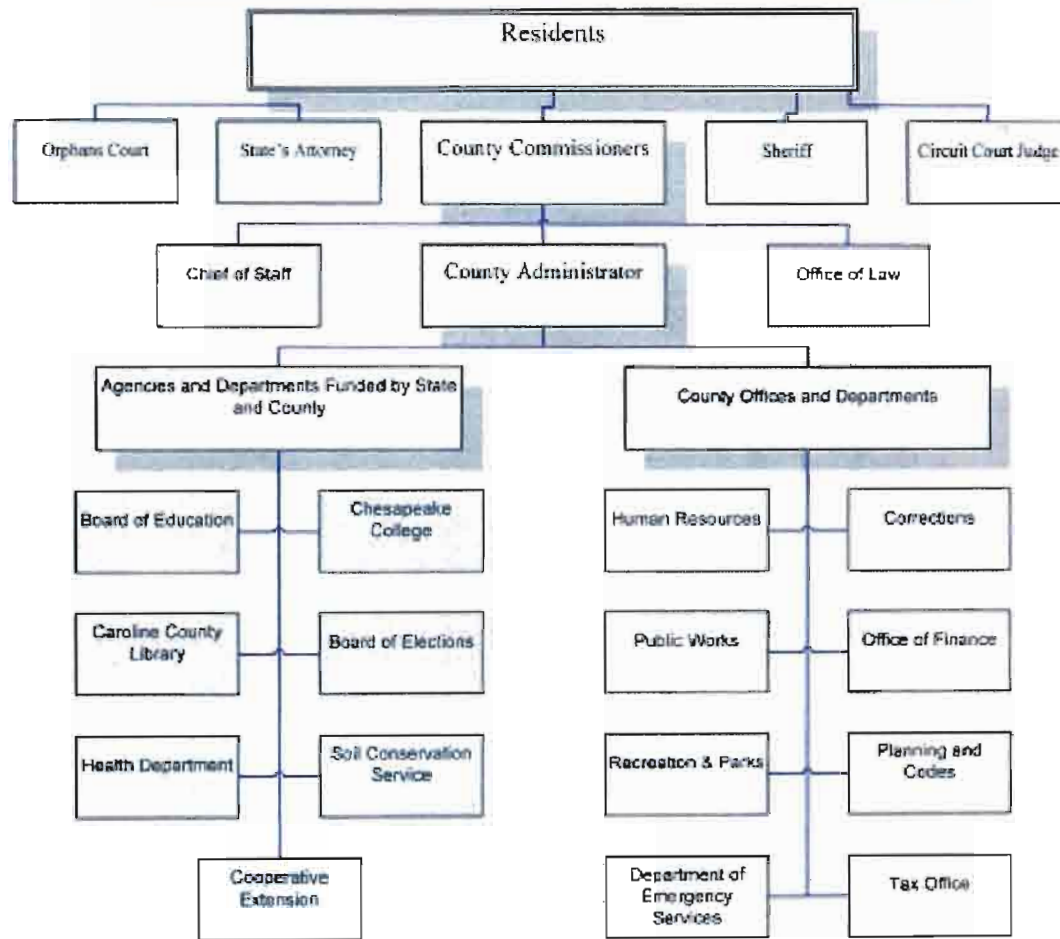 Residents
Orphans Court
State's Attorney
County Commissioners
Sheriff
Circuit Court Judge
Chief of Staff
County Administrator
Office of Law
Agencies and Departments Funded by State
and County
County Offices and Departments
Board of Education
Chesapeake
College
Human Resources
Corrections
Caroline County
Library
Board of Elections
Public Works
Office of Finance
Health Department
Soil Conservation
Service
Recreation & Parks
Planning and
Codes
Cooperative
Extension
Department of
Emergency
Services
Tax Office